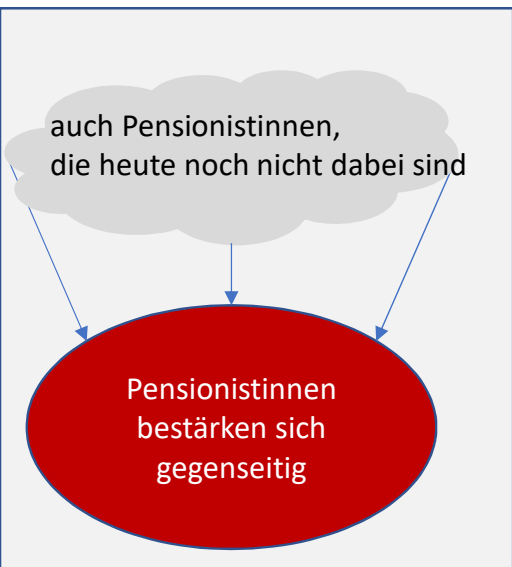 auch Pensionistinnen,
die heute noch nicht dabei sind
Pensionistinnen
bestärken sich
gegenseitig